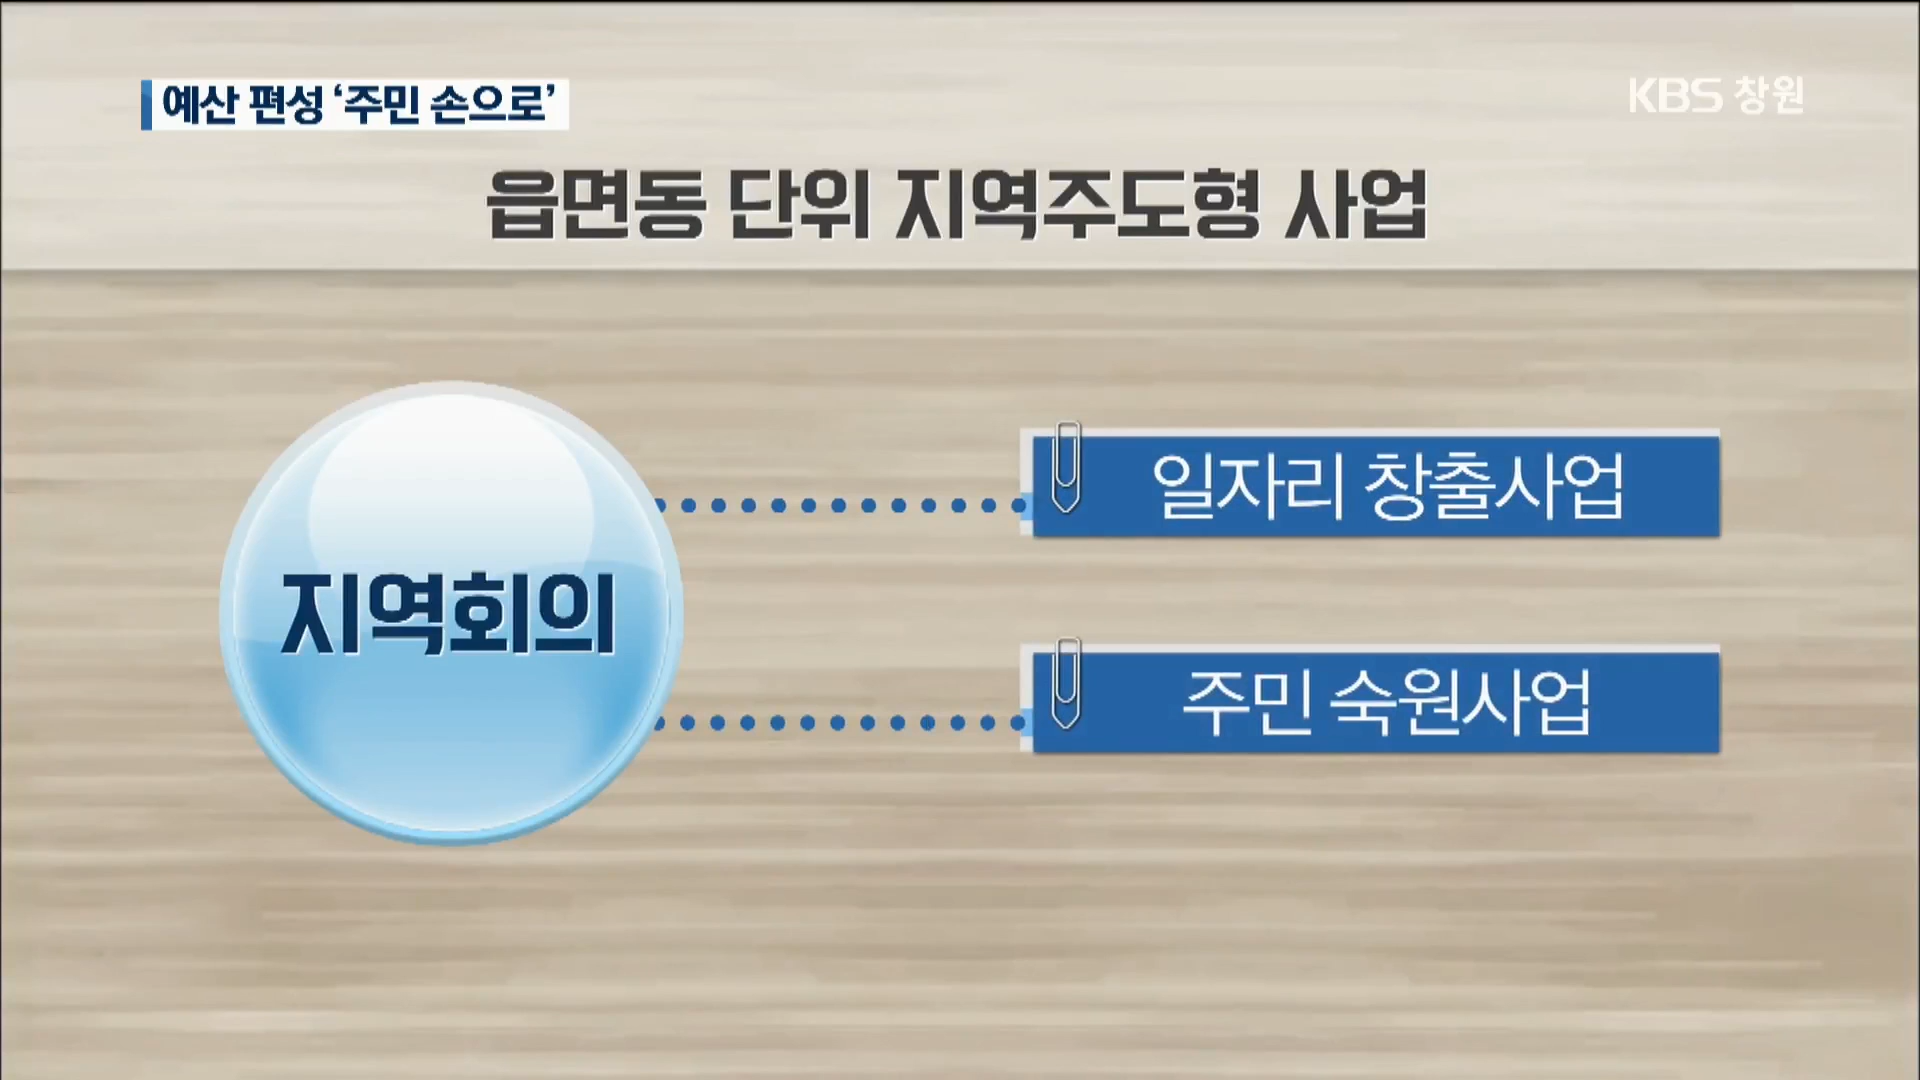 예산 편성 ‘주민 손으로’
KBS 창원
읍면동 단위 지역주도형 사업
일자리 창출사업
지역회의
주민 숙원사업